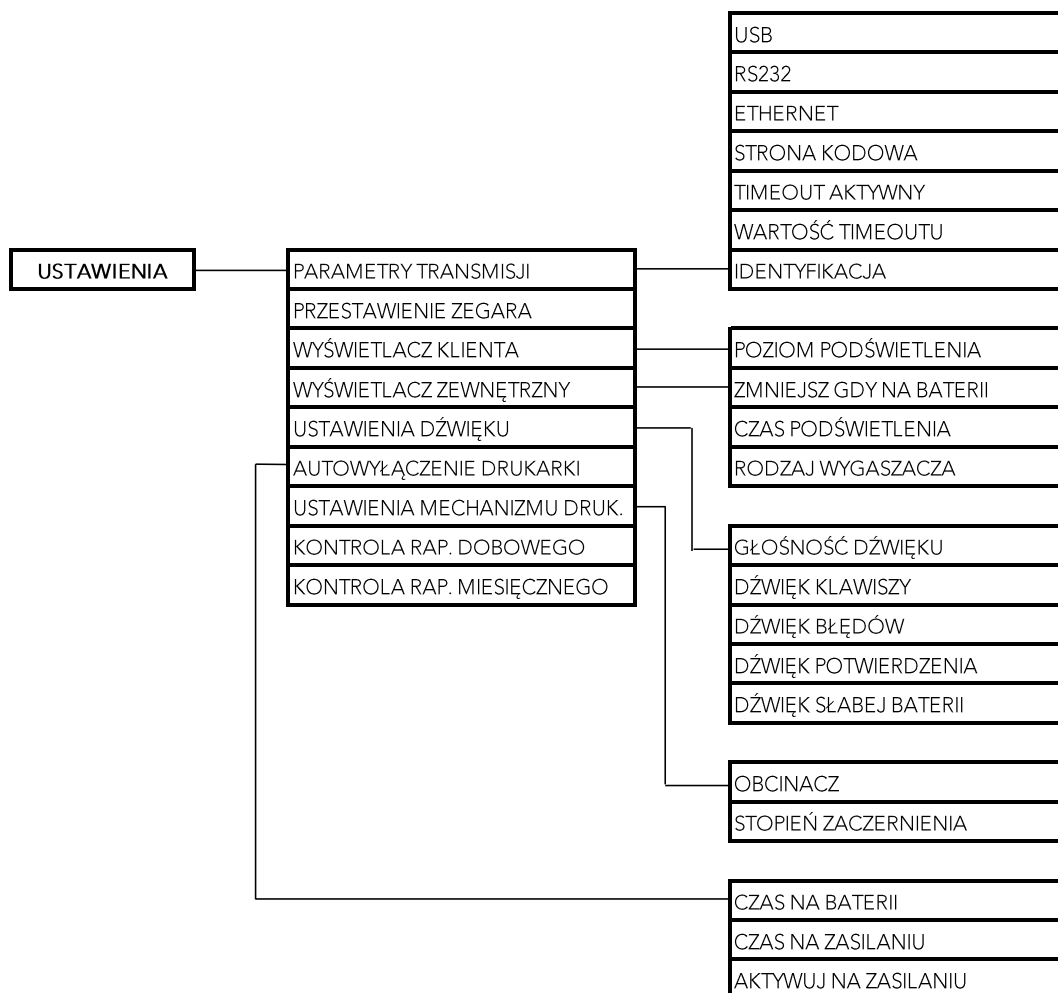 USTAWIENIA
PARAMETRY TRANSMISJI
PRZESTAWIENIE ZEGARA
WYŚWIETLACZ KLIENTA
WYŚWIETLACZ ZEWNĘTRZNY
USTAWIENIA DŹWIĘKU
AUTOWYŁĄCZENIE DRUKARKI
USTAWIENIA MECHANIZMU DRUK.
KONTROLA RAP. DOBOWEGO
KONTROLA RAP. MIESIĘCZNEGO
USB
RS232
ETHERNET
STRONA KODOWA
TIMEOUT AKTYWNY
WARTOŚĆ TIMEOUTU
IDENTYFIKACJA
POZIOM PODŚWIETLENIA
ZMNIEJSZ GDY NA BATERII
CZAS PODŚWIETLENIA
RODZAJ WYGASZACZA
GŁOŚNOŚĆ DŹWIĘKU
DŹWIĘK KLAWISZY
DŹWIĘK BŁĘDÓW
DŹWIĘK POTWIERDZENIA
DŹWIĘK SŁABEJ BATERII
OBCINACZ
STOPIEŃ ZACZERNIENIA
CZAS NA BATERII
CZAS NA ZASILANIU
AKTYWUJ NA ZASILANIU